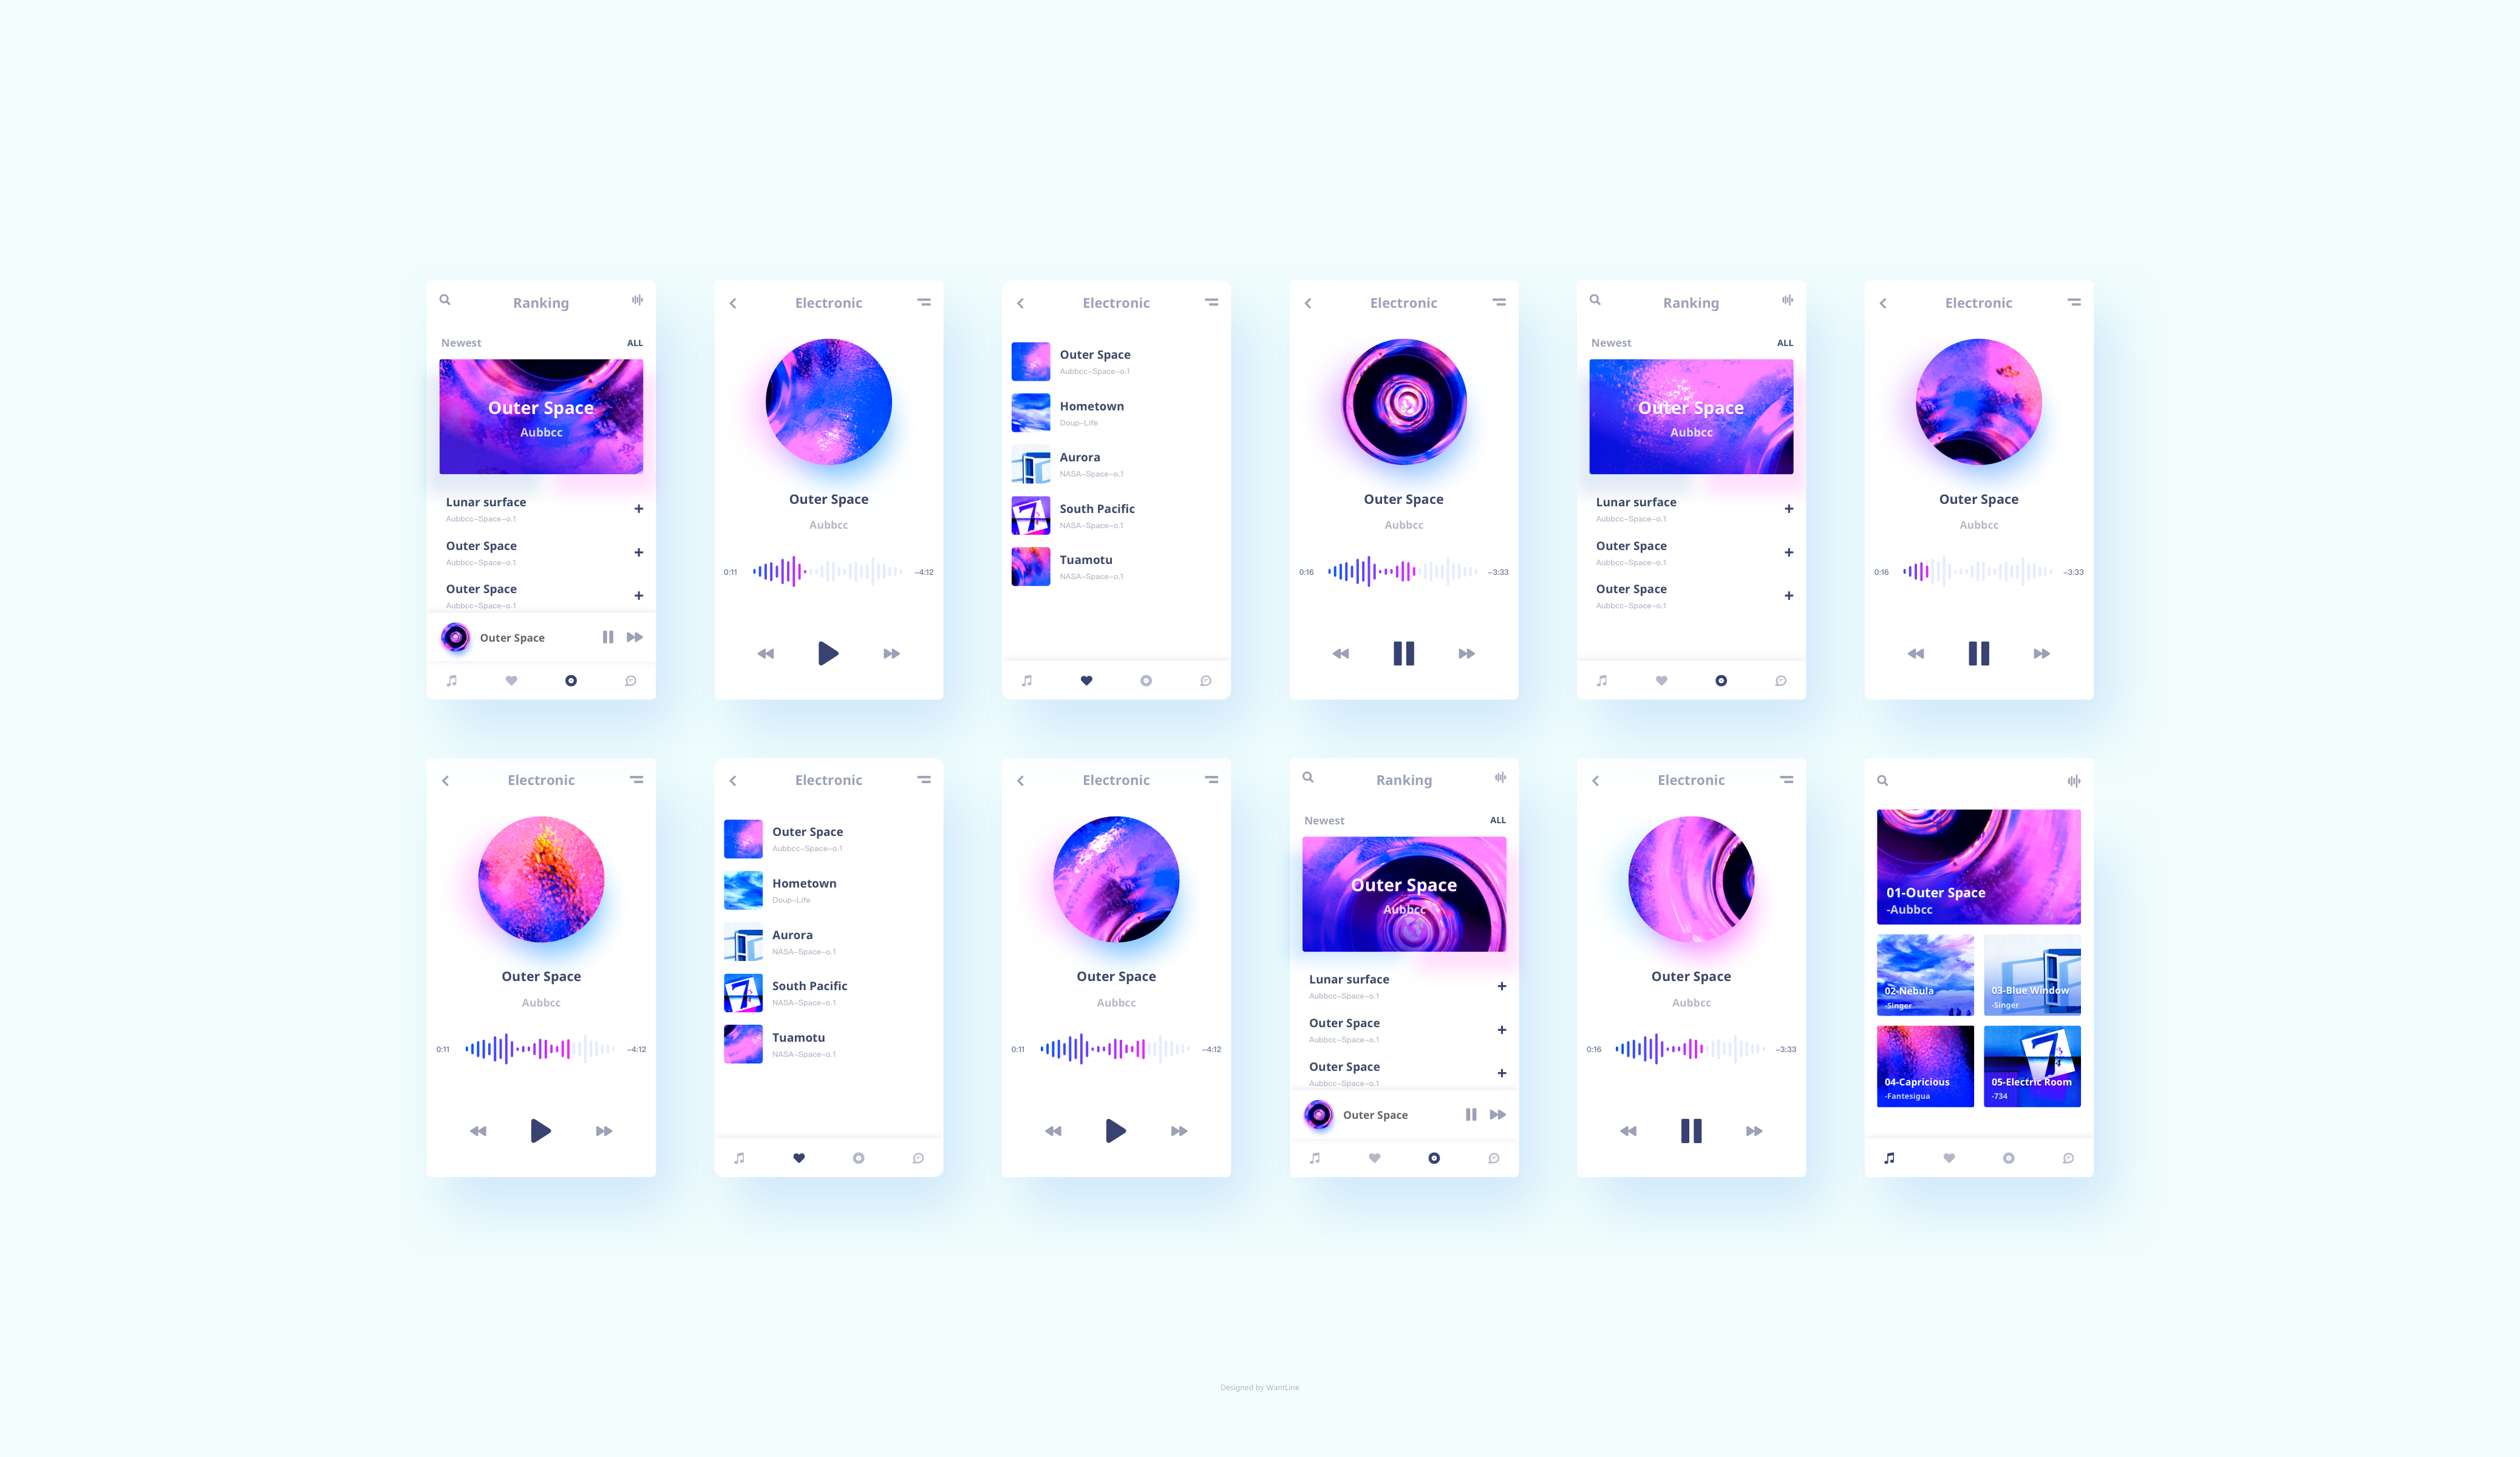 Ranking
Newest ALL
Outer Space
Aubbcc
Lunar surface
Aubbcc-Space-o.1
Outer Space
Aubbcc-Space-o.1
Outer Space
Aubbcc-Space-o.1
Outer Space
Electronic
Outer Space
Aubbcc
0:11 -4:12
Electronic
Outer Space
Aubbcc-Space-o.1
Hometown
Doup-Life
Aurora
NASA-Space-o.1
South Pacific
NASA-Space-o.1
Tuamotu
NASA-Space-o.1
Electronic
Outer Space
Aubbcc
0:16 -3:33
Ranking
Newest ALL
Outer Space
Aubbcc
Lunar surface
Aubbcc-Space-o.1
Outer Space
Aubbcc-Space-o.1
Outer Space
Aubbcc-Space-o.1
Electronic
Outer Space
Aubbcc
0:16 -3:33
Electronic
Outer Space
Aubbcc
0:11 -4:12
Electronic
Outer Space
Aubbcc-Space-o.1
Hometown
Doup-Life
Aurora
NASA-Space-o.1
South Pacific
NASA-Space-o.1
Tuamotu
NASA-Space-o.1
Electronic
Outer Space
Aubbcc
0:11 -4:12
Ranking
Newest ALL
Outer Space
Aubbcc
Lunar surface
Aubbcc-Space-o.1
Outer Space
Aubbcc-Space-o.1
Outer Space
Aubbcc-Space-o.1
Outer Space
Electronic
Outer Space
Aubbcc
0:16 -3:33
01-Outer Space
-Aubbcc
02-Nebula
-Singer
03-Blue Window
-Singer
04-Capricious
-Fantesigua
05-Electric Room
-734
Designed by WantLine